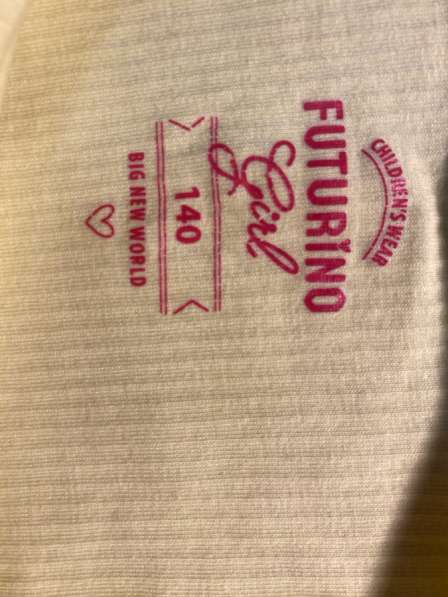 CHILDREN'S WEAR
FUTURINO
Girl
140
BIG NEW WORLD